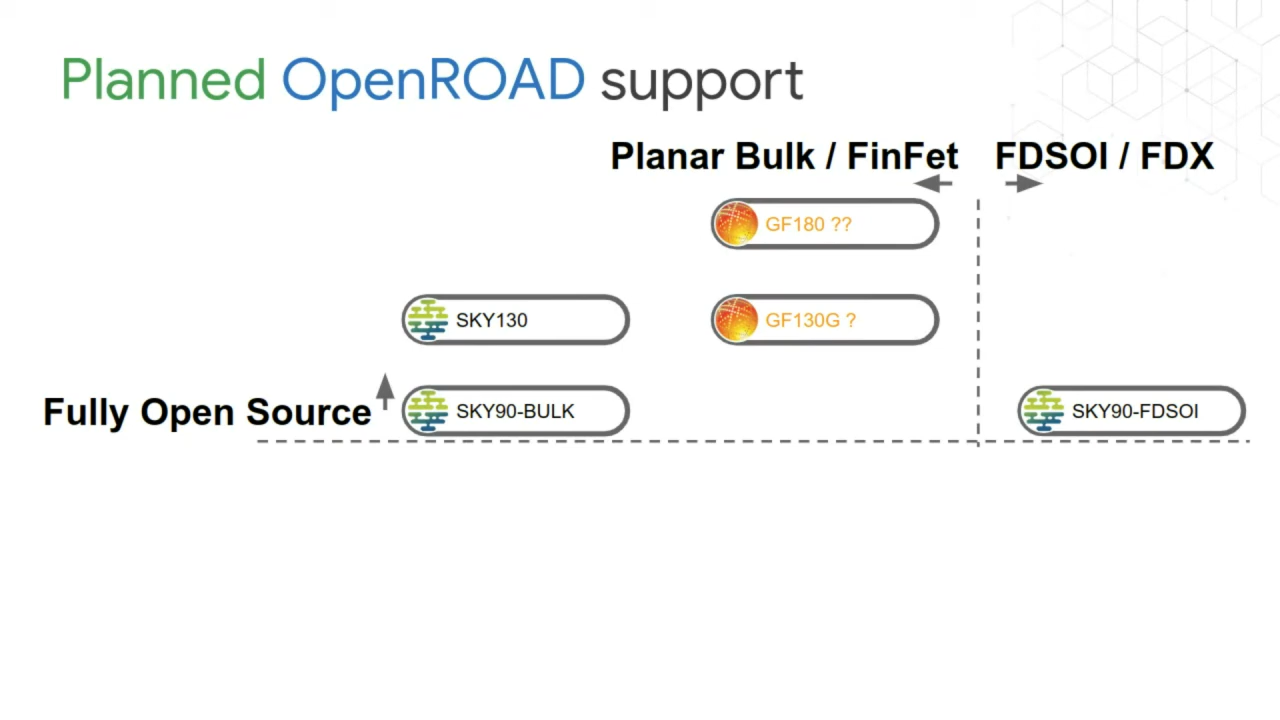 Planned OpenROAD support
Planar Bulk / FinFet
FDSOI / FDX
GF180 ??
SKY130
GF130G ?
Fully Open Source
SKY90-BULK
SKY90-FDSOI